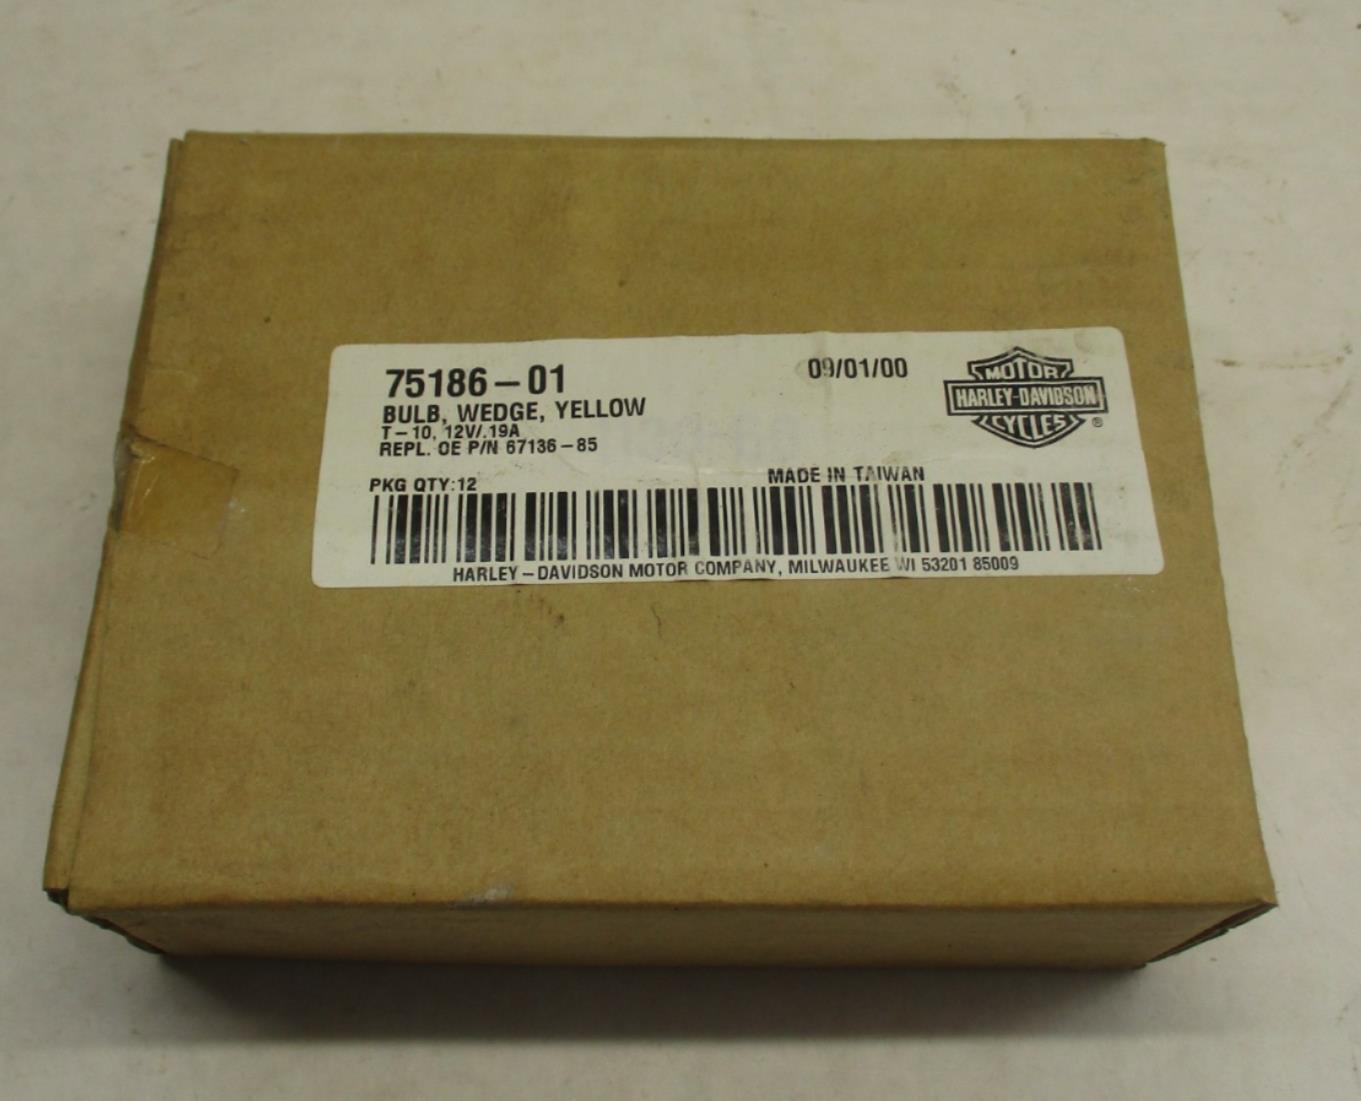 75186-01
09/01/00
BULB, WEDGE, YELLOW
T-10, 12V/.19A
REPL. OE P/N 67136-85
MOTOR
HARLEY-DAVIDSON
CYCLES®
PKG QTY:12
MADE IN TAIWAN
HARLEY-DAVIDSON MOTOR COMPANY, MILWAUKEE WI 53201 85009